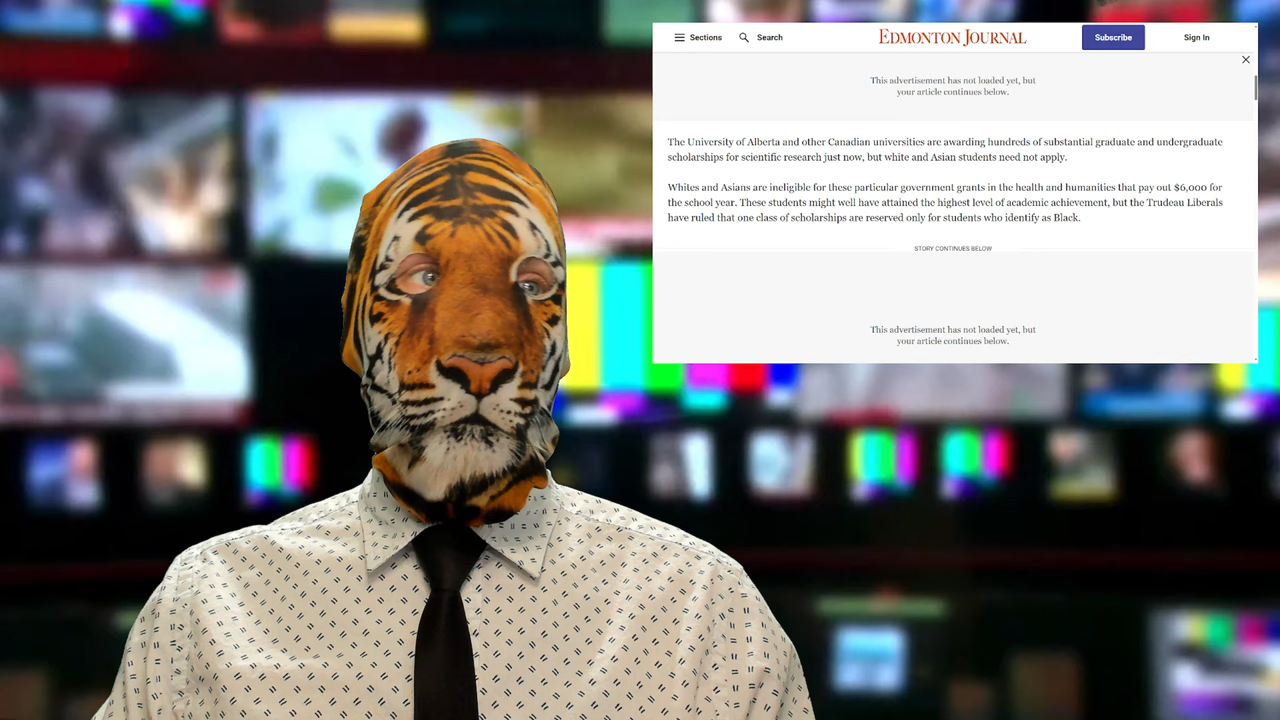 Sections
Search
EDMONTON JOURNAL
Subscribe
Sign In
This advertisement has not loaded yet, but
your article continues below.
The University of Alberta and other Canadian universities are awarding hundreds of substantial graduate and undergraduate
scholarships for scientific research just now, but white and Asian students need not apply.
Whites and Asians are ineligible for these particular government grants in the health and humanities that pay out $6,000 for
the school year. These students might well have attained the highest level of academic achievement, but the Trudeau Liberals
have ruled that one class of scholarships are reserved only for students who identify as Black.
STORY CONTINUES BELOW
This advertisement has not loaded yet, but
your article continues below.